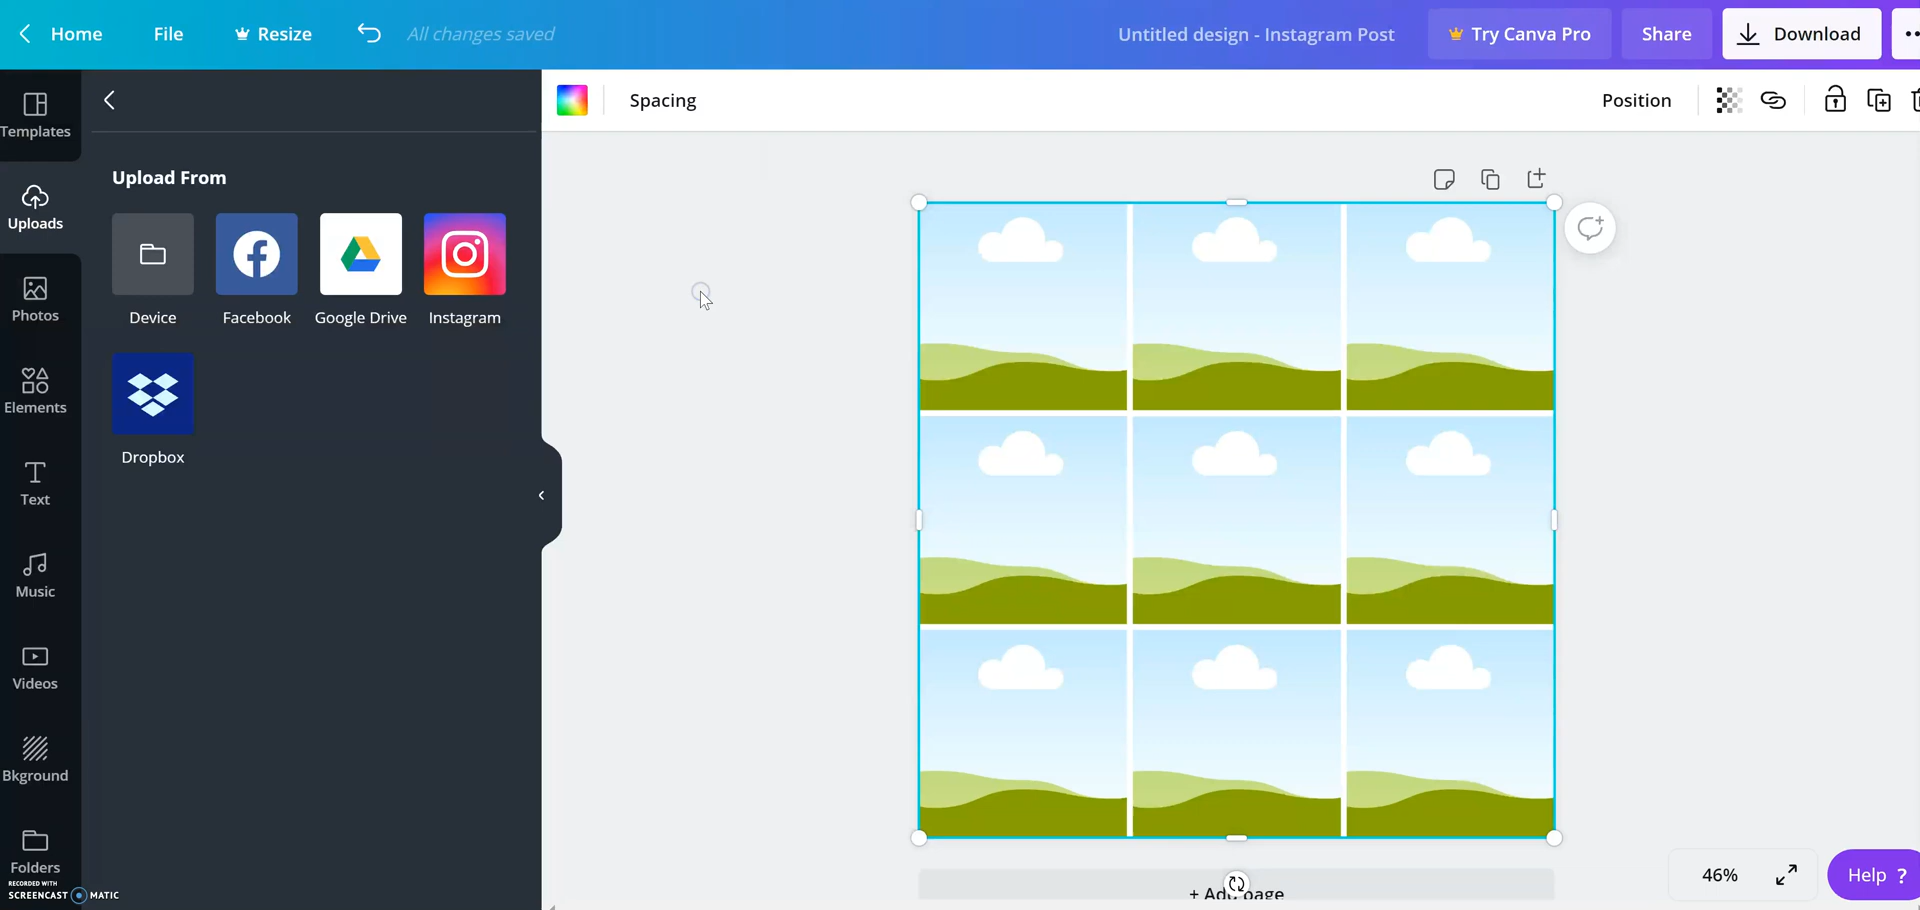 Home File Resize All changes saved Untitled design - Instagram Post Try Canva Pro Share Download
Templates
Uploads
Photos
Elements
Text
Music
Videos
Bkground
Folders
RECORDED WITH
SCREENCAST MATIC
Upload From
Device Facebook Google Drive Instagram
Dropbox
Spacing Position
+ Add page
46% Help ?